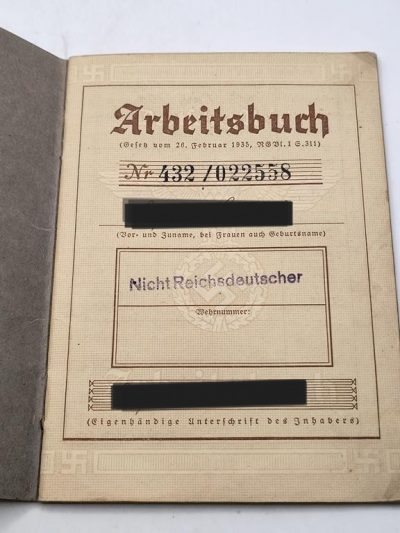 Arbeitsbuch
(Gesetz vom 26. Februar 1935, RGBl. I S. 311)
Nr 432/022558
(Vor- und Zuname, bei Frauen auch Geburtsname)
Nicht Reichsdeutscher
Wehrnummer:
(Eigenhändige Unterschrift des Inhabers)